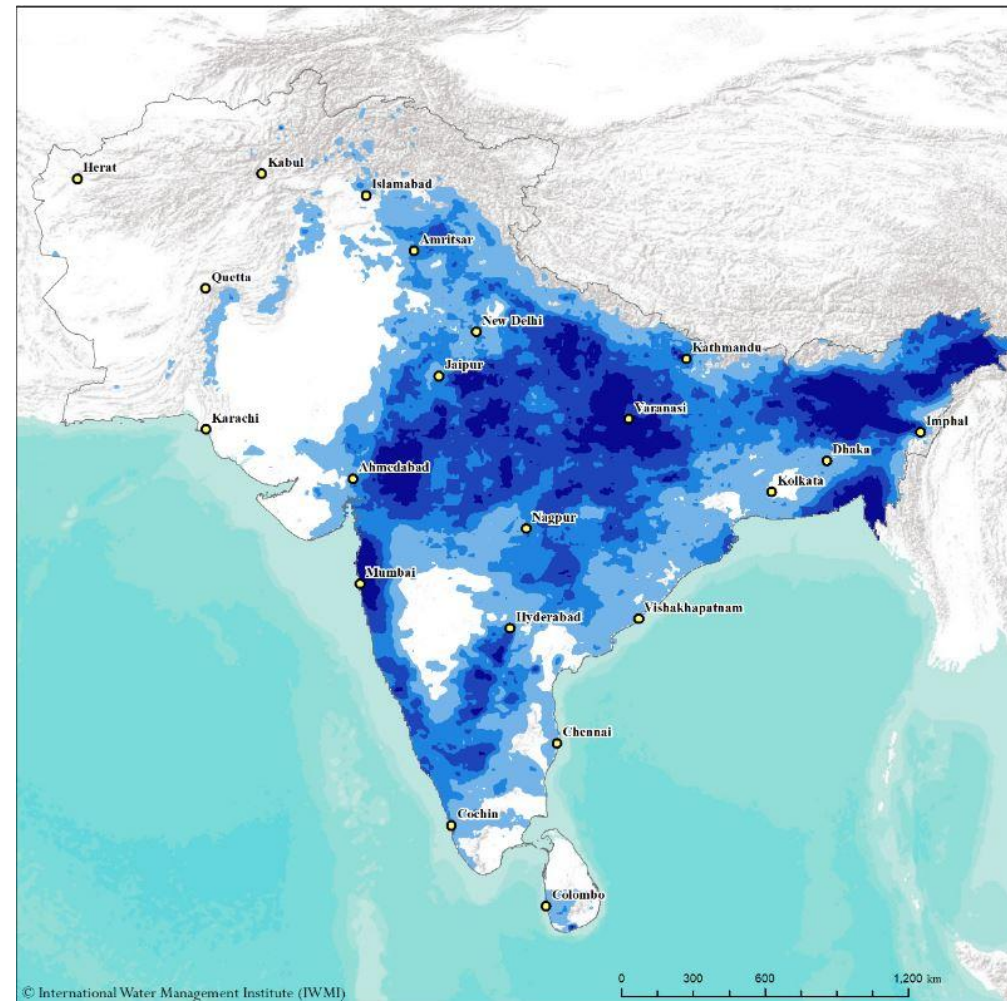 Herat
Kabul
Islamabad
Amritsar
Quetta
New Delhi
Kathmandu
Jaipur
Varanasi
Karachi
Imphal
Dhaka
Ahmedabad
Kolkata
Nagpur
Mumbai
Vishakhapatnam
Hyderabad
Chennai
Cochin
Colombo
0 600 1,200 km
© International Water Management Institute (IWMI)